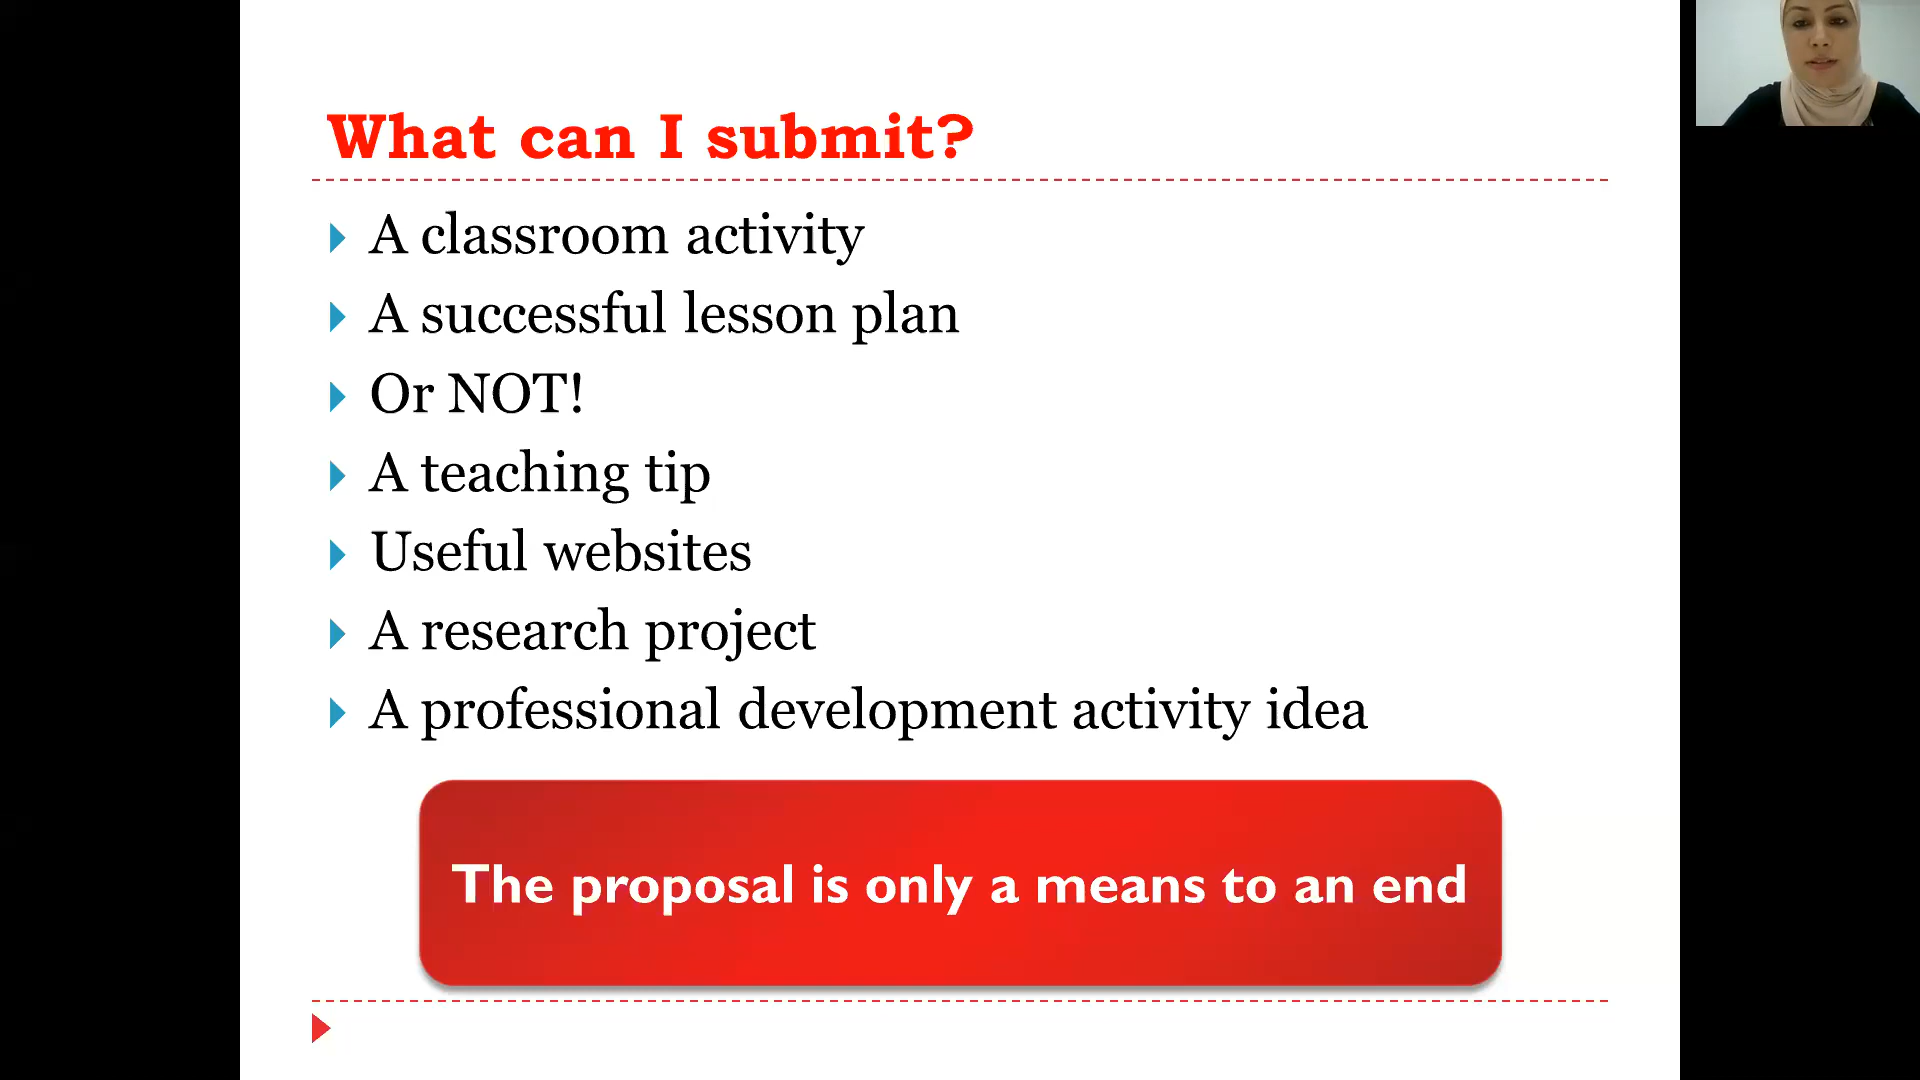 What can I submit?
A classroom activity
A successful lesson plan
Or NOT!
A teaching tip
Useful websites
A research project
A professional development activity idea
The proposal is only a means to an end